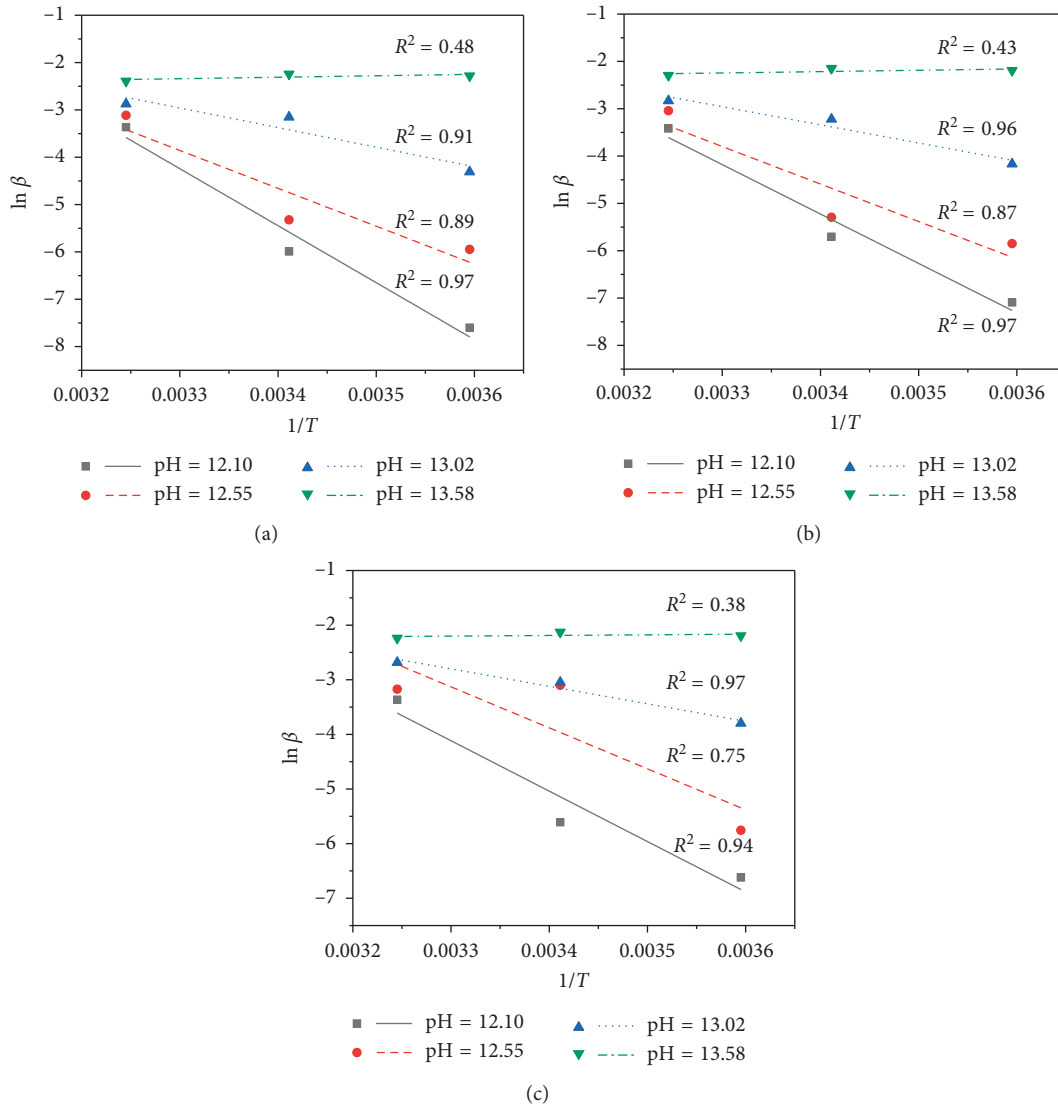 −1
−2
−3
−4
−5
−6
−7
−8
ln β
R² = 0.48
R² = 0.91
R² = 0.89
R² = 0.97
0.0032 0.0033 0.0034 0.0035 0.0036
1/T
pH = 12.10 pH = 13.02
pH = 12.55 pH = 13.58
(a)
−1
−2
−3
−4
−5
−6
−7
−8
ln β
R² = 0.43
R² = 0.96
R² = 0.87
R² = 0.97
0.0032 0.0033 0.0034 0.0035 0.0036
1/T
pH = 12.10 pH = 13.02
pH = 12.55 pH = 13.58
(b)
−1
−2
−3
−4
−5
−6
−7
ln β
R² = 0.38
R² = 0.97
R² = 0.75
R² = 0.94
0.0032 0.0033 0.0034 0.0035 0.0036
1/T
pH = 12.10 pH = 13.02
pH = 12.55 pH = 13.58
(c)